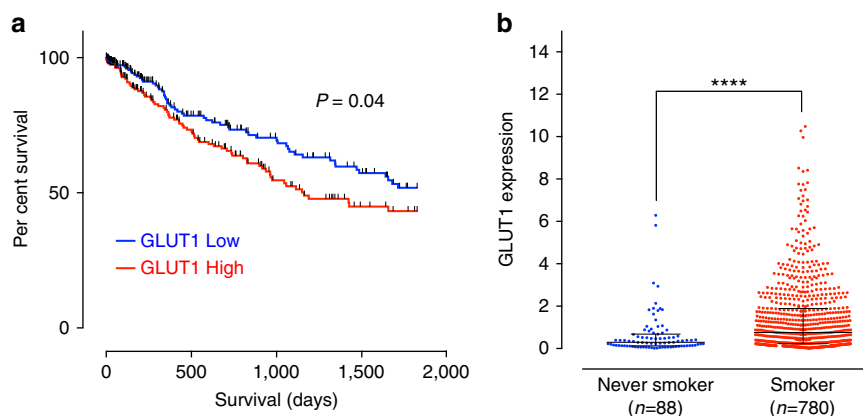 a
100
50
0
Per cent survival
P = 0.04
GLUT1 Low
GLUT1 High
0 500 1,000 1,500 2,000
Survival (days)
b
14
12
10
8
6
4
2
0
GLUT1 expression
****
Never smoker Smoker
(n=88) (n=780)